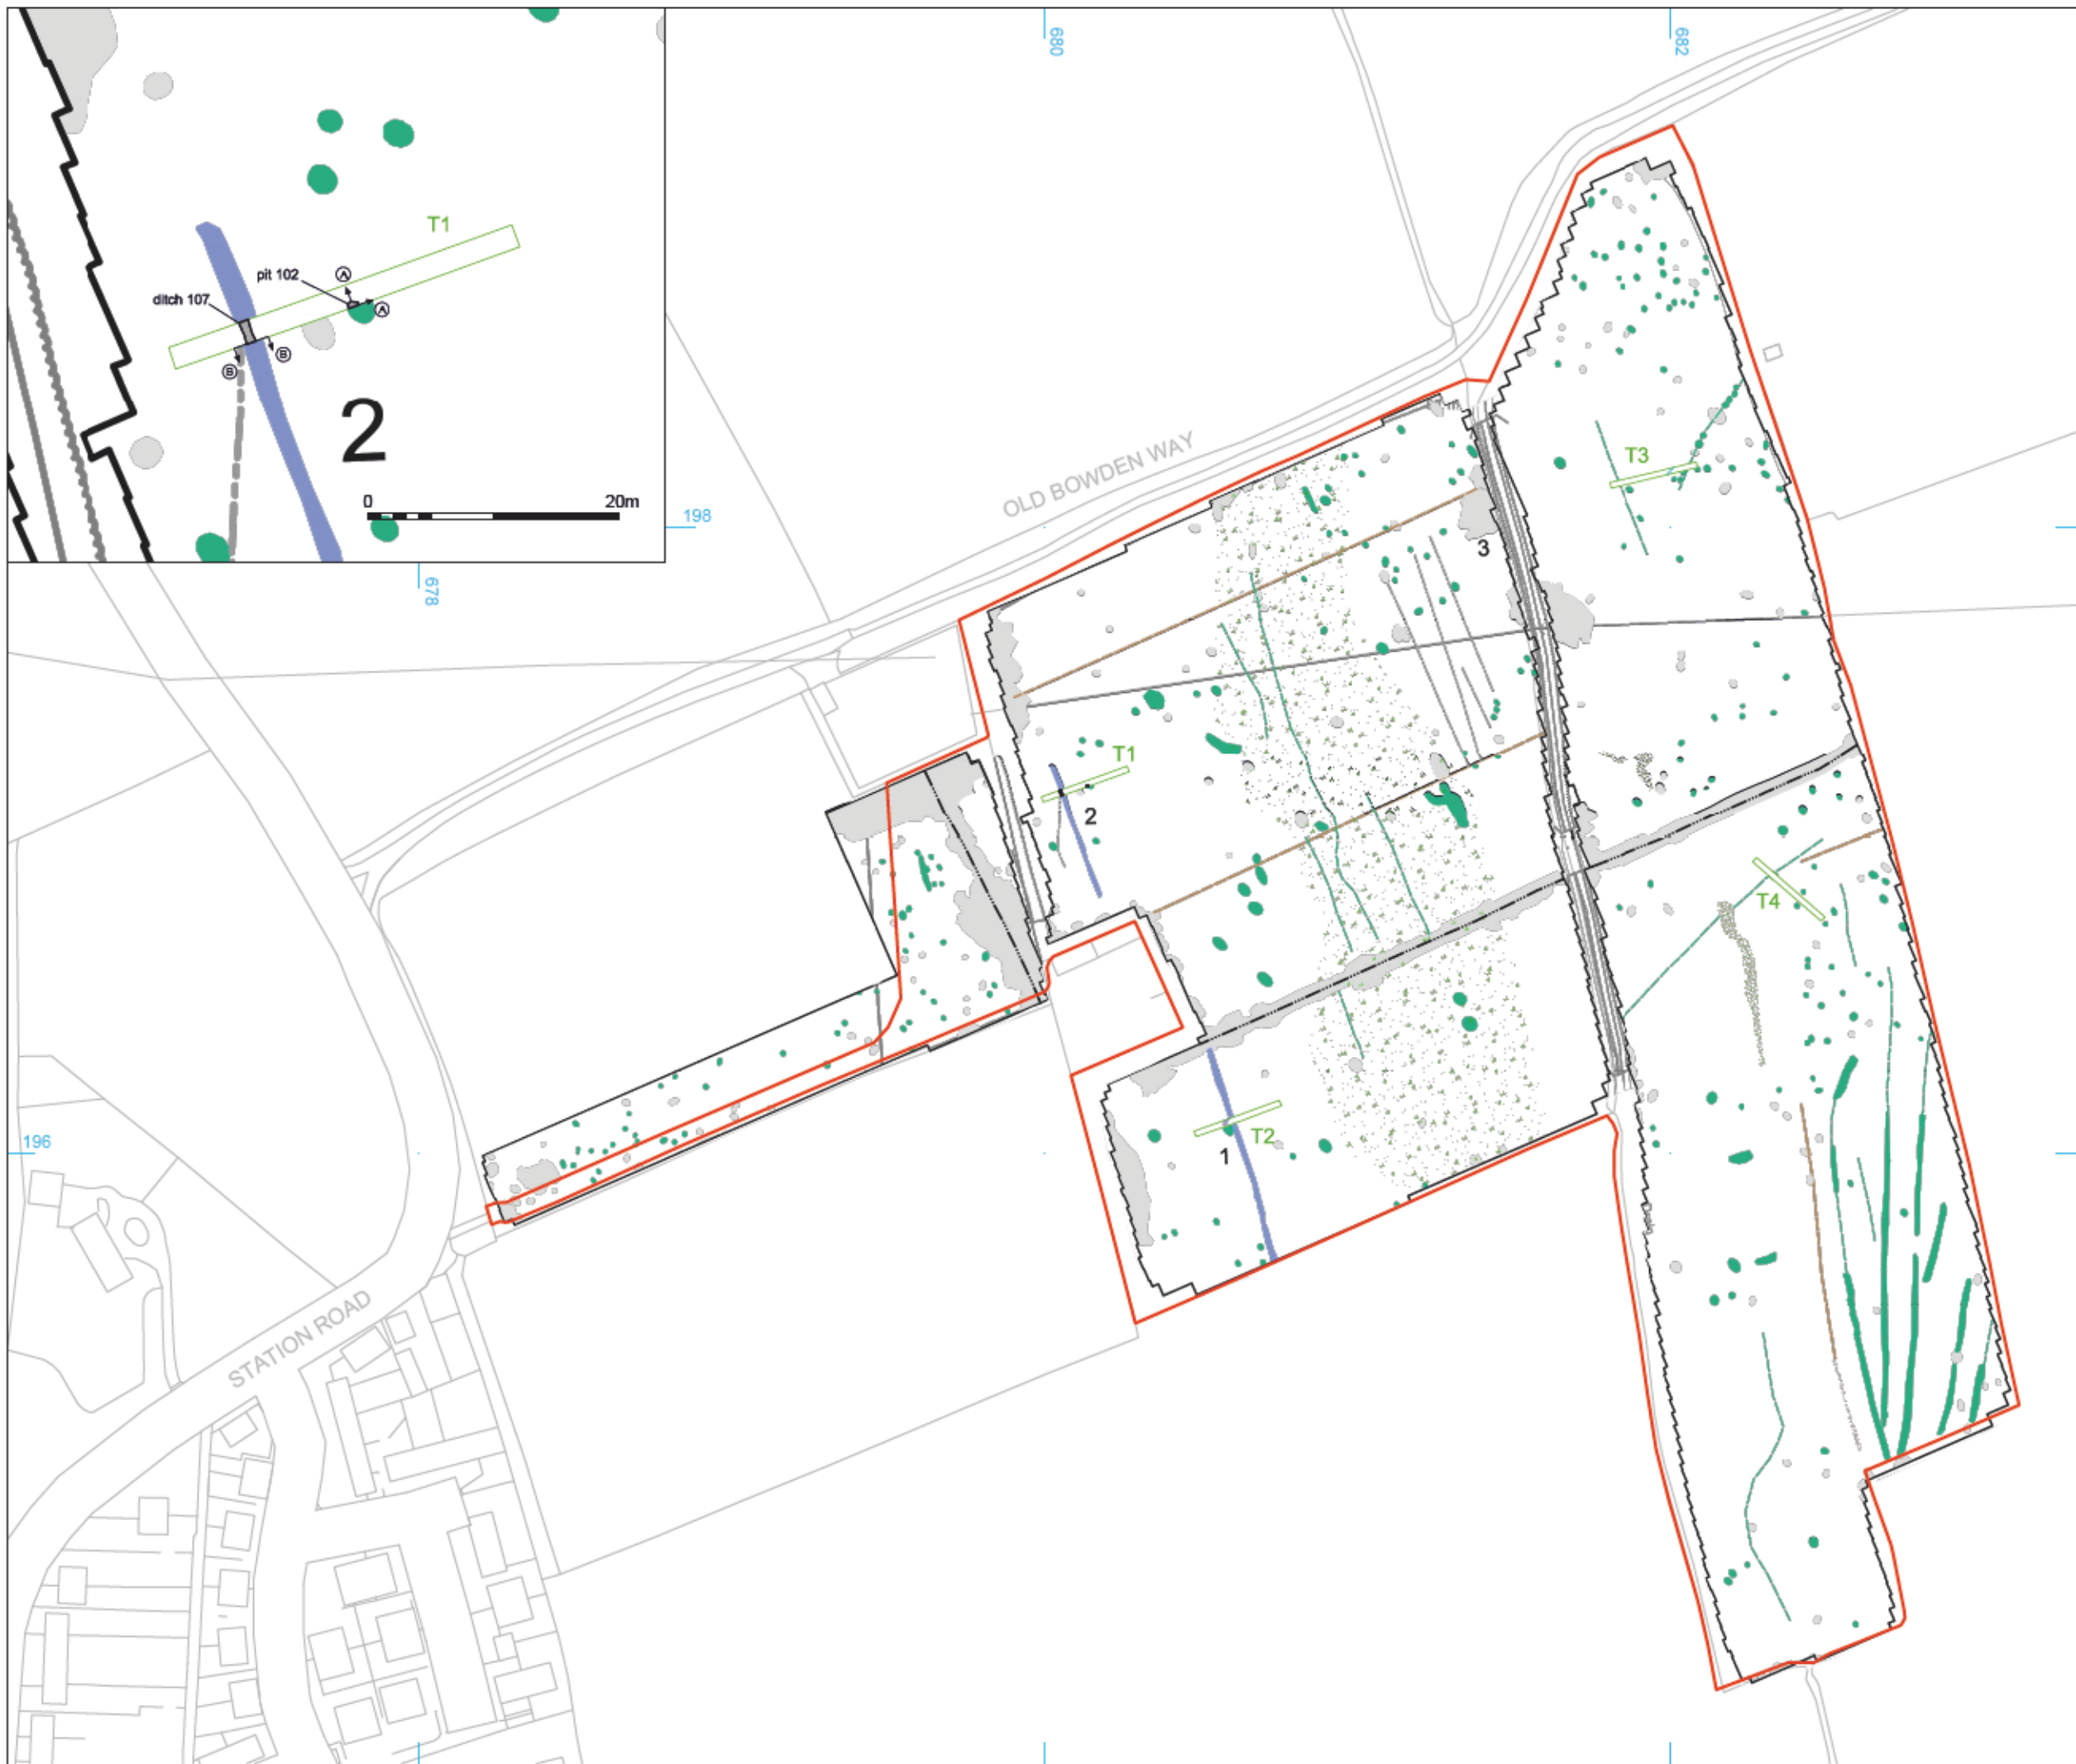 680
682
T1
pit 102
A
A
ditch 107
B
B
2
0 20m
198
678
OLD BOWDEN WAY
T3
3
T1
2
T4
T2
1
196
STATION ROAD